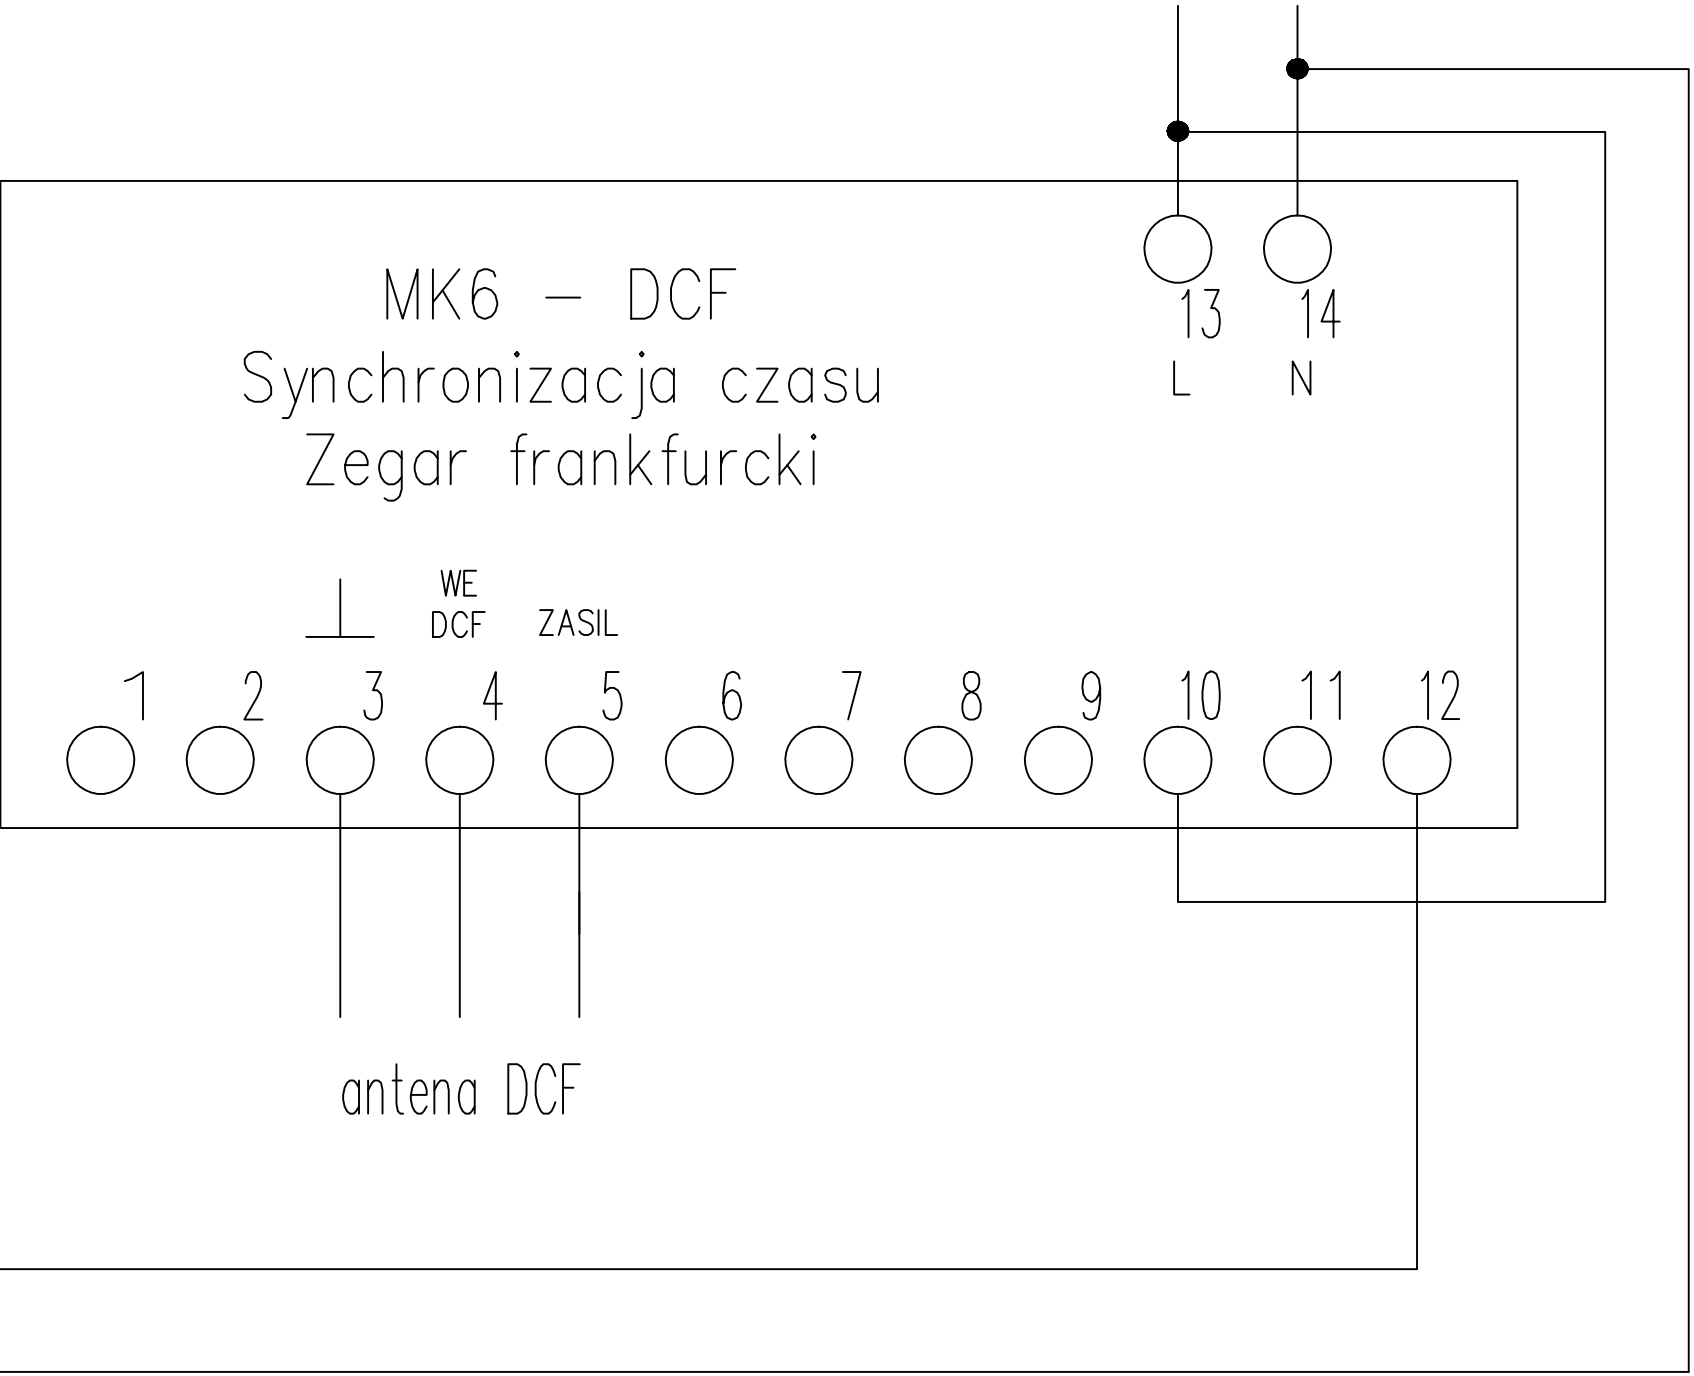 MK6 – DCF
Synchronizacja czasu
Zegar frankfurcki
13 14
L N
WE
DCF ZASIL
1 2 3 4 5 6 7 8 9 10 11 12
antena DCF